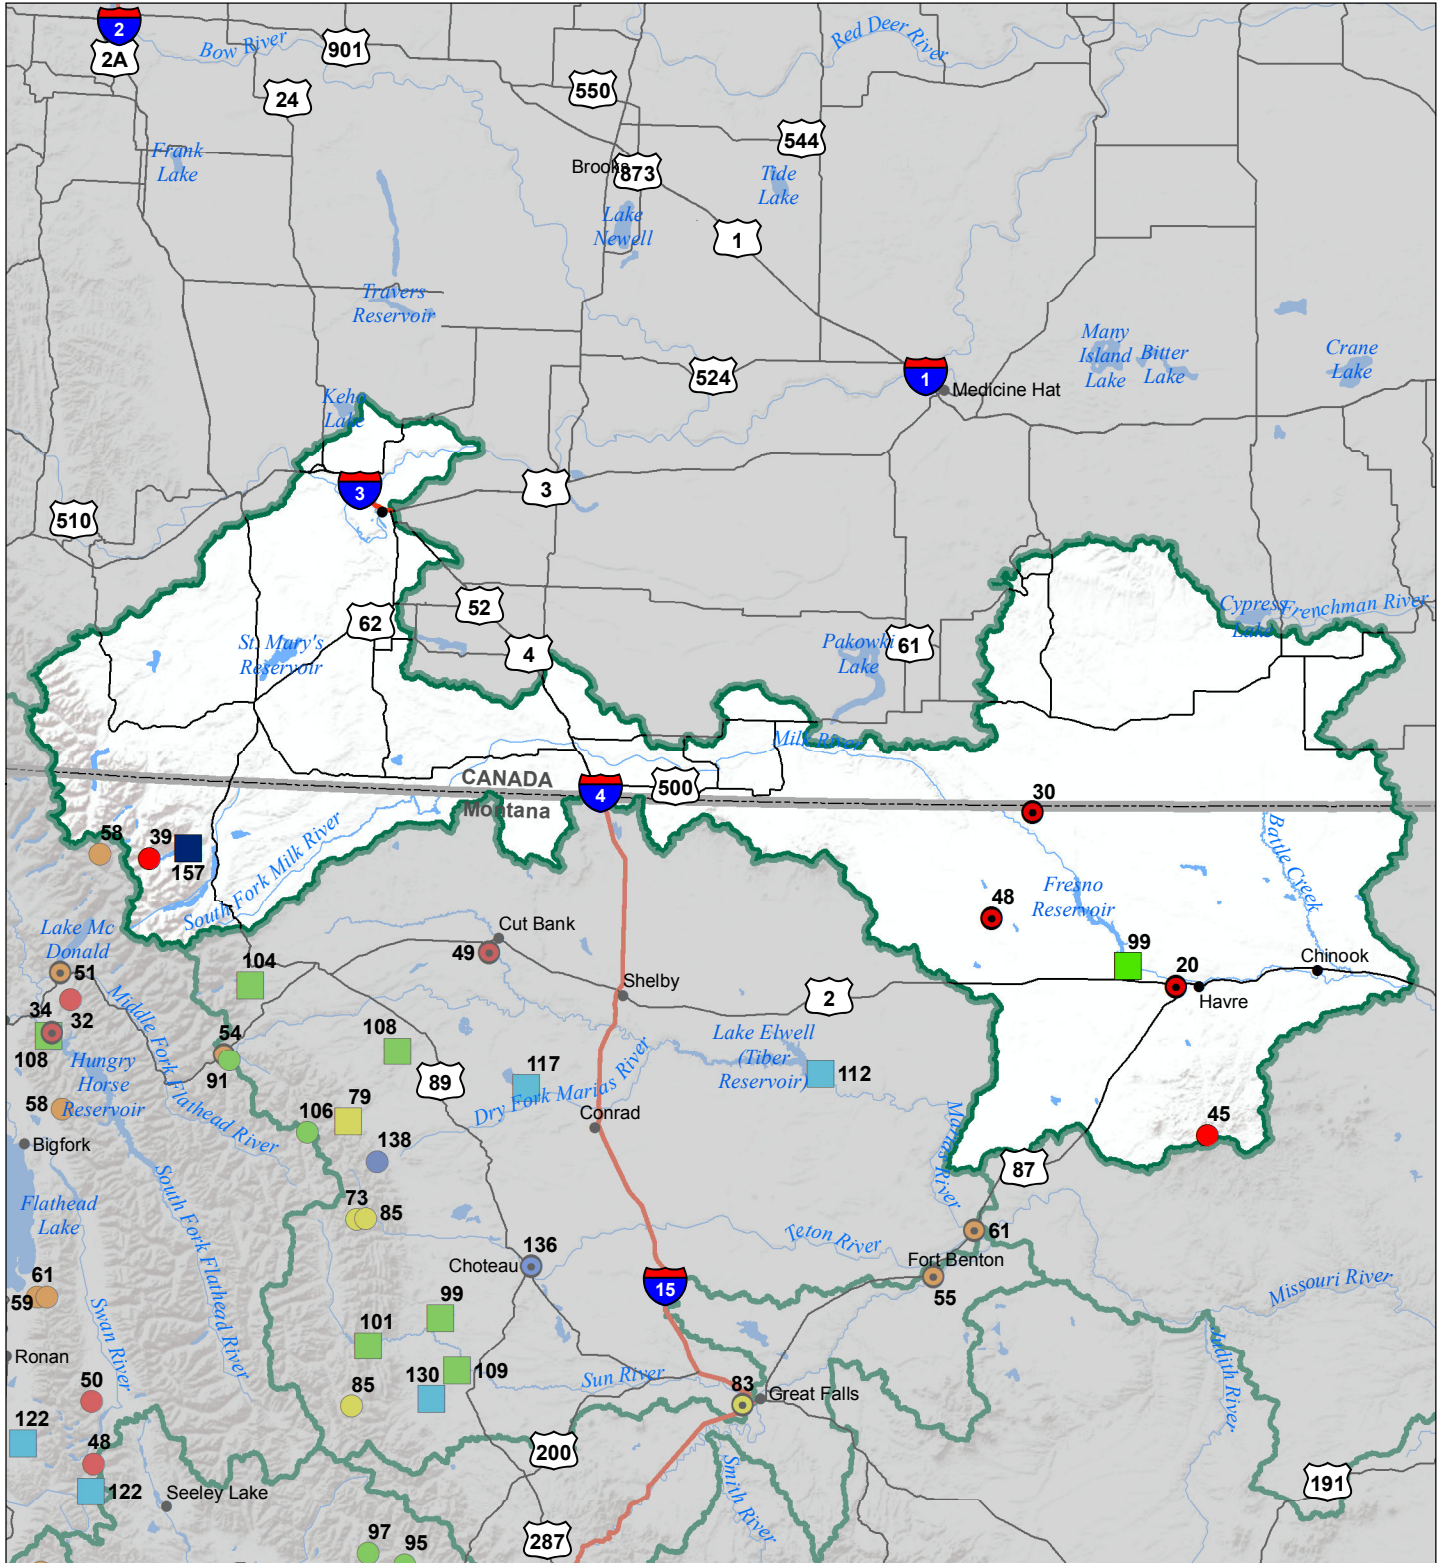 2
2A
Bow River
901
24
550
Red Deer River
544
Frank
Lake
Brooks
873
Tide
Lake
Lake
Newell
1
Travers
Reservoir
Many
Island
Lake
Bitter
Lake
Crane
Lake
524
1
Medicine Hat
Keho
Lake
3
3
510
62
52
4
St. Mary's
Reservoir
Pakowki
Lake
61
Cypress
Lake
Frenchman River
Milk River
CANADA
Montana
4
500
30
58
39
157
South Fork Milk River
Battle Creek
Fresno
Reservoir
48
99
Lake Mc
Donald
Cut Bank
49
Chinook
20
Havre
51
104
Shelby
2
34
32
108
Middle Fork Flathead River
54
91
108
89
117
Dry Fork Marias River
Lake Elwell
(Tiber
Reservoir)
112
Hungry
Horse
Reservoir
58
106
79
Conrad
Marias River
45
Bigfork
138
87
South Fork Flathead River
Flathead
Lake
73
85
Teton River
61
Choteau
136
Fort Benton
55
15
Missouri River
61
59
Swan River
99
101
Judith River
Ronan
109
130
Sun River
50
85
83
Great Falls
122
48
200
122
Seeley Lake
Smith River
191
97
95
287